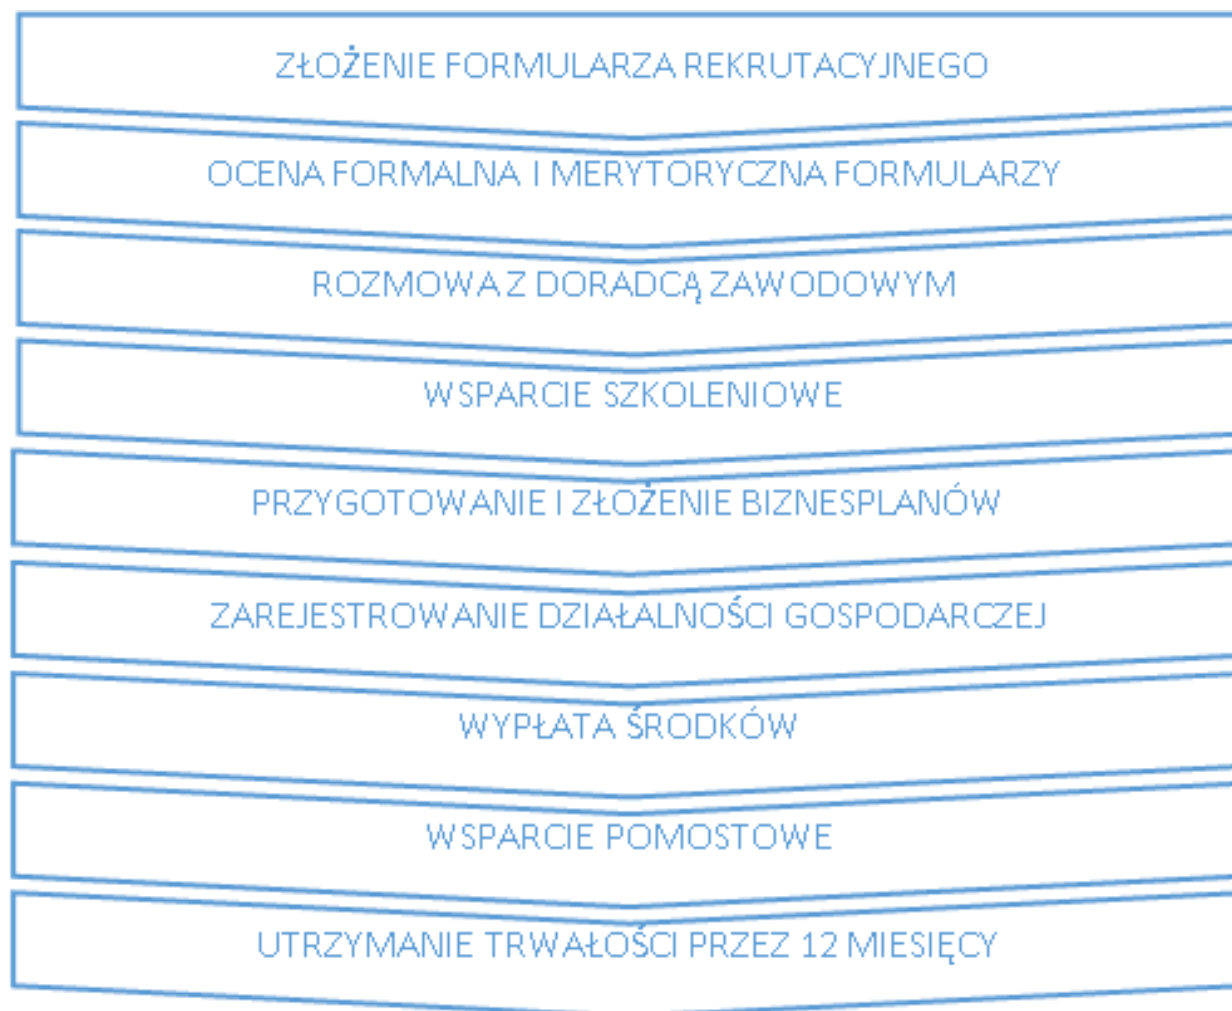 ZŁOŻENIE FORMULARZA REKRUTACYJNEGO
OCENA FORMALNA I MERYTORYCZNA FORMULARZY
ROZMOWA Z DORADCĄ ZAWODOWYM
WSPARCIE SZKOLENIOWE
PRZYGOTOWANIE I ZŁOŻENIE BIZNESPLANÓW
ZAREJESTROWANIE DZIAŁALNOŚCI GOSPODARCZEJ
WYPŁATA ŚRODKÓW
WSPARCIE POMOSTOWE
UTRZYMANIE TRWAŁOŚCI PRZEZ 12 MIESIĘCY